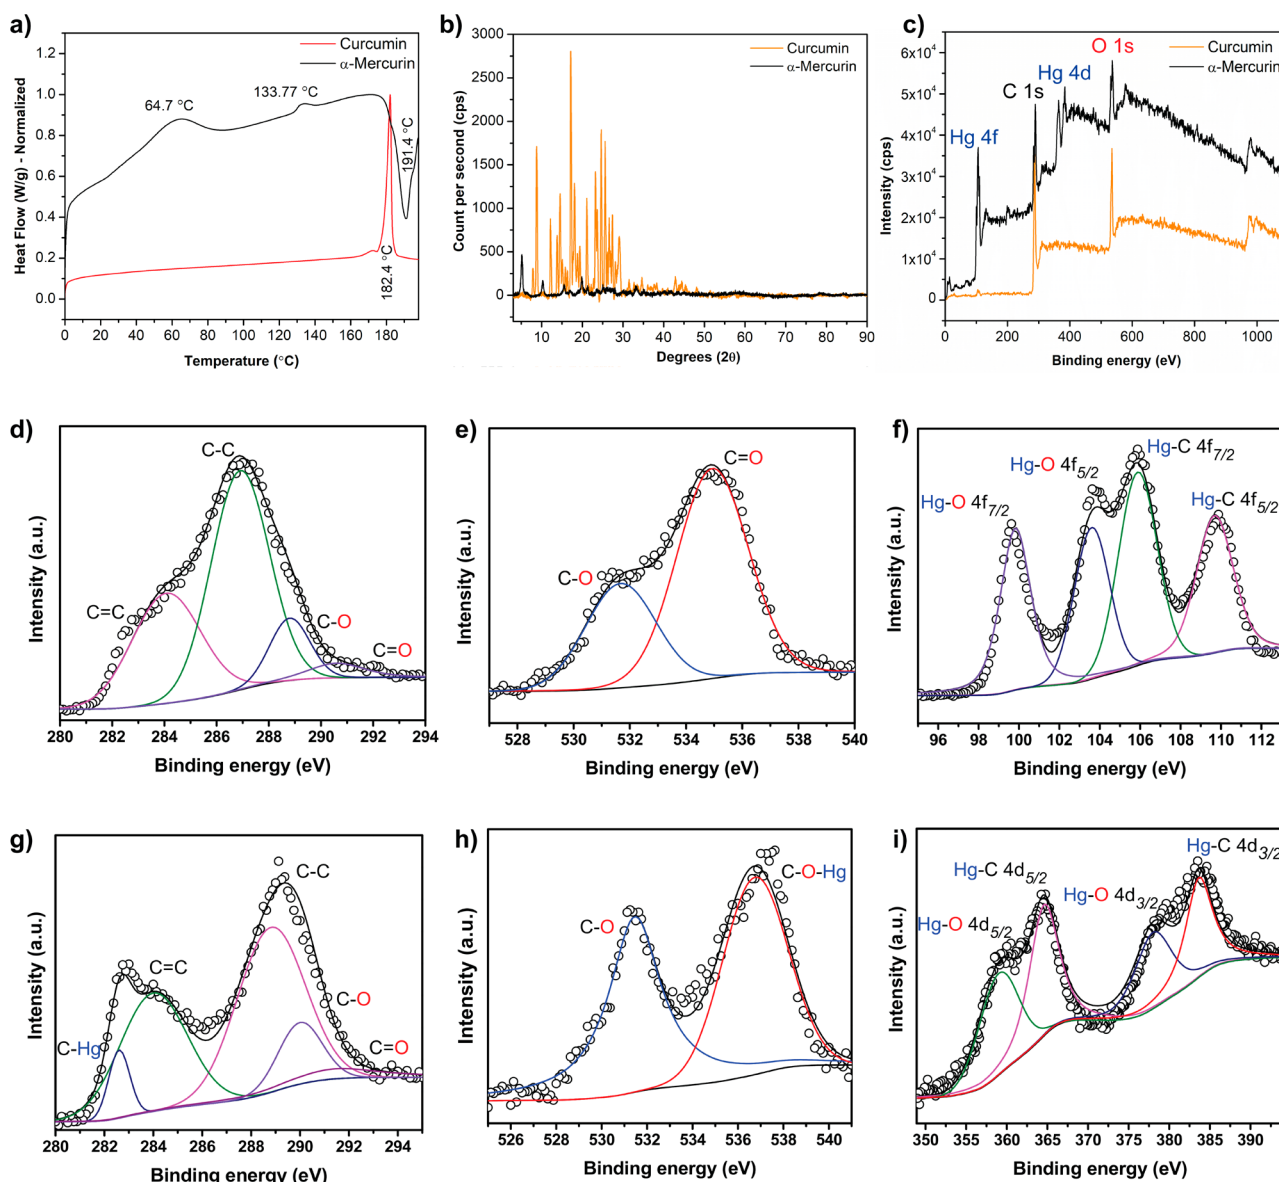 a)
Curcumin
α-Mercurin
64.7 °C
133.77 °C
191.4 °C
182.4 °C
Heat Flow (W/g) - Normalized
1.2
1.0
0.8
0.6
0.4
0.2
0.0
0 20 40 60 80 100 120 140 160 180
Temperature (°C)
b)
Curcumin
α-Mercurin
Count per second (cps)
3000
2500
2000
1500
1000
500
0
10 20 30 40 50 60 70 80 90
Degrees (2θ)
c)
Curcumin
α-Mercurin
O 1s
Hg 4d
C 1s
Hg 4f
Intensity (cps)
6x10⁴
5x10⁴
4x10⁴
3x10⁴
2x10⁴
1x10⁴
0
0 200 400 600 800 1000
Binding energy (eV)
d)
C-C
C=C
C-O
C=O
Intensity (a.u.)
280 282 284 286 288 290 292 294
Binding energy (eV)
e)
C=O
C-O
Intensity (a.u.)
528 530 532 533 535 537 538 540
Binding energy (eV)
f)
Hg-C 4f7/2
Hg-O 4f5/2
Hg-O 4f7/2
Hg-C 4f5/2
Intensity (a.u.)
96 98 100 102 104 106 108 110 112
Binding energy (eV)
g)
C-C
C=C
C-O
C-Hg
C=O
Intensity (a.u.)
280 282 284 286 288 290 292 294
Binding energy (eV)
h)
C-O-Hg
C-O
Intensity (a.u.)
526 528 530 532 534 536 538 540
Binding energy (eV)
i)
Hg-C 4d3/2
Hg-C 4d5/2
Hg-O 4d3/2
Hg-O 4d5/2
Intensity (a.u.)
350 355 360 365 370 375 380 385 390
Binding energy (eV)